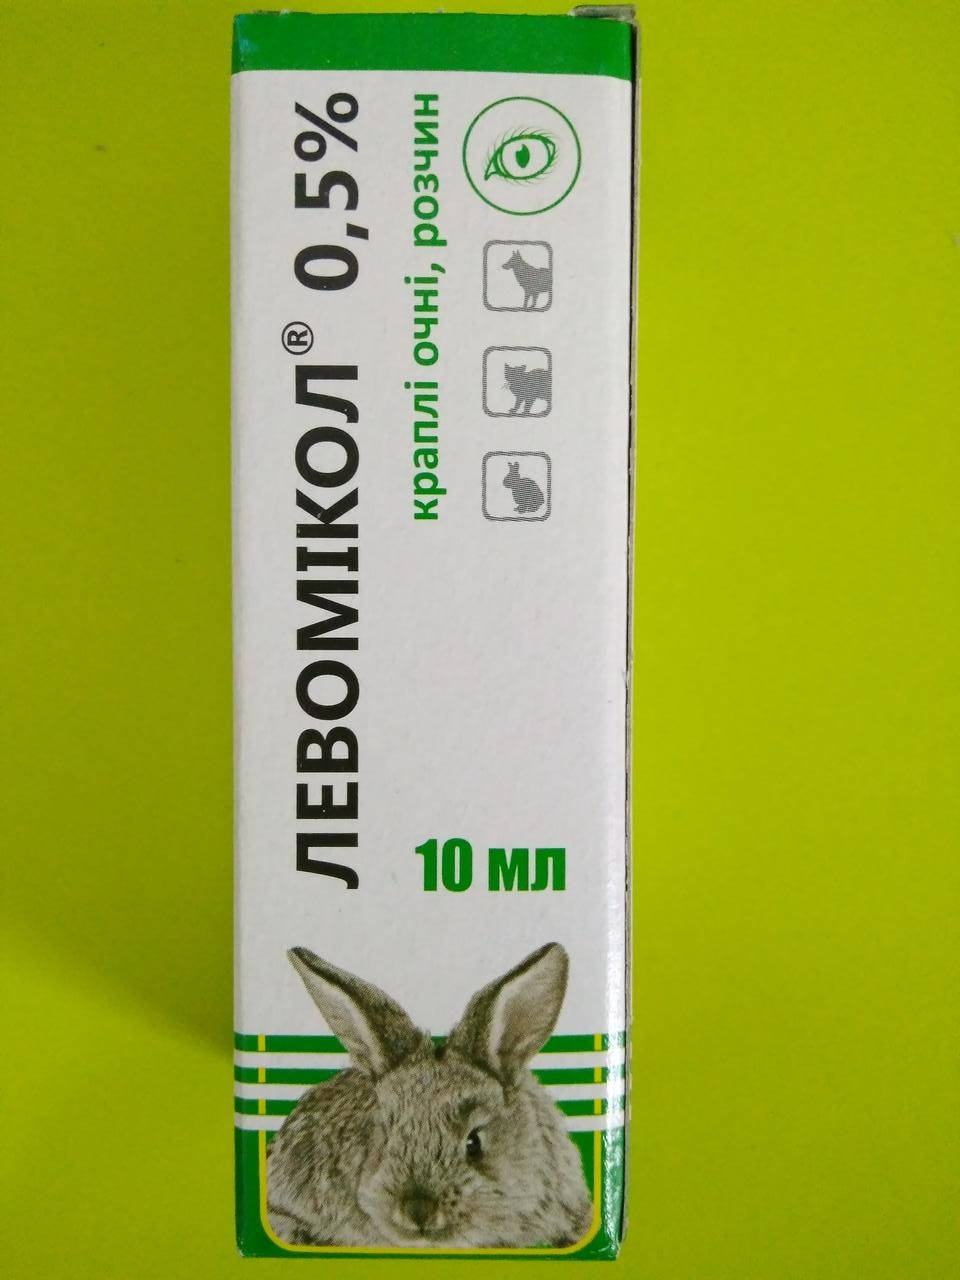 ЛЕВОМІКОЛ® 0,5%
краплі очні, розчин
10 мл